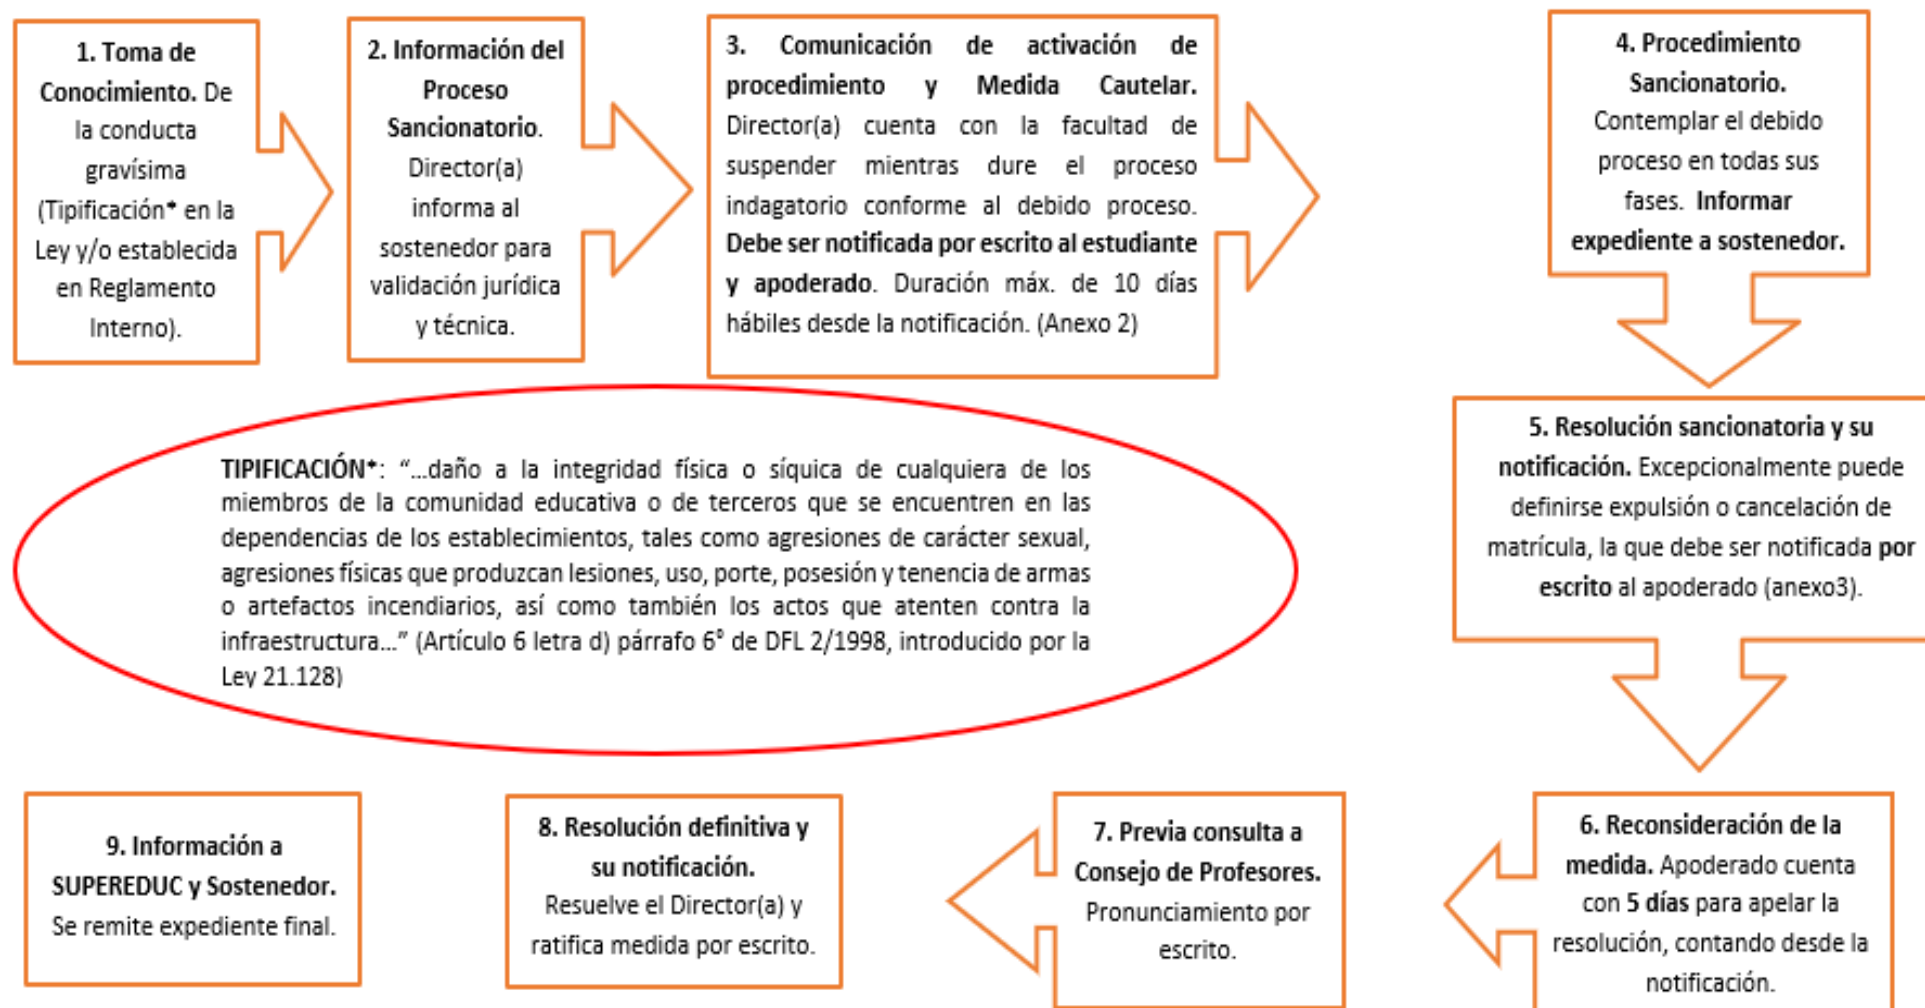 1. Toma de
Conocimiento. De
la conducta
gravísima
(Tipificación* en la
Ley y/o establecida
en Reglamento
Interno).
2. Información del
Proceso
Sancionatorio.
Director(a)
informa al
sostenedor para
validación jurídica
y técnica.
3. Comunicación de activación de
procedimiento y Medida Cautelar.
Director(a) cuenta con la facultad de
suspender mientras dure el proceso
indagatorio conforme al debido proceso.
Debe ser notificada por escrito al estudiante
y apoderado. Duración máx. de 10 días
hábiles desde la notificación. (Anexo 2)
4. Procedimiento
Sancionatorio.
Contemplar el debido
proceso en todas sus
fases. Informar
expediente a sostenedor.
TIPIFICACIÓN*: “...daño a la integridad física o síquica de cualquiera de los
miembros de la comunidad educativa o de terceros que se encuentren en las
dependencias de los establecimientos, tales como agresiones de carácter sexual,
agresiones físicas que produzcan lesiones, uso, porte, posesión y tenencia de armas
o artefactos incendiarios, así como también los actos que atenten contra la
infraestructura...” (Artículo 6 letra d) párrafo 6° de DFL 2/1998, introducido por la
Ley 21.128)
5. Resolución sancionatoria y su
notificación. Excepcionalmente puede
definirse expulsión o cancelación de
matrícula, la que debe ser notificada por
escrito al apoderado (anexo3).
6. Reconsideración de la
medida. Apoderado cuenta
con 5 días para apelar la
resolución, contando desde la
notificación.
7. Previa consulta a
Consejo de Profesores.
Pronunciamiento por
escrito.
8. Resolución definitiva y
su notificación.
Resuelve el Director(a) y
ratifica medida por escrito.
9. Información a
SUPEREDUC y Sostenedor.
Se remite expediente final.